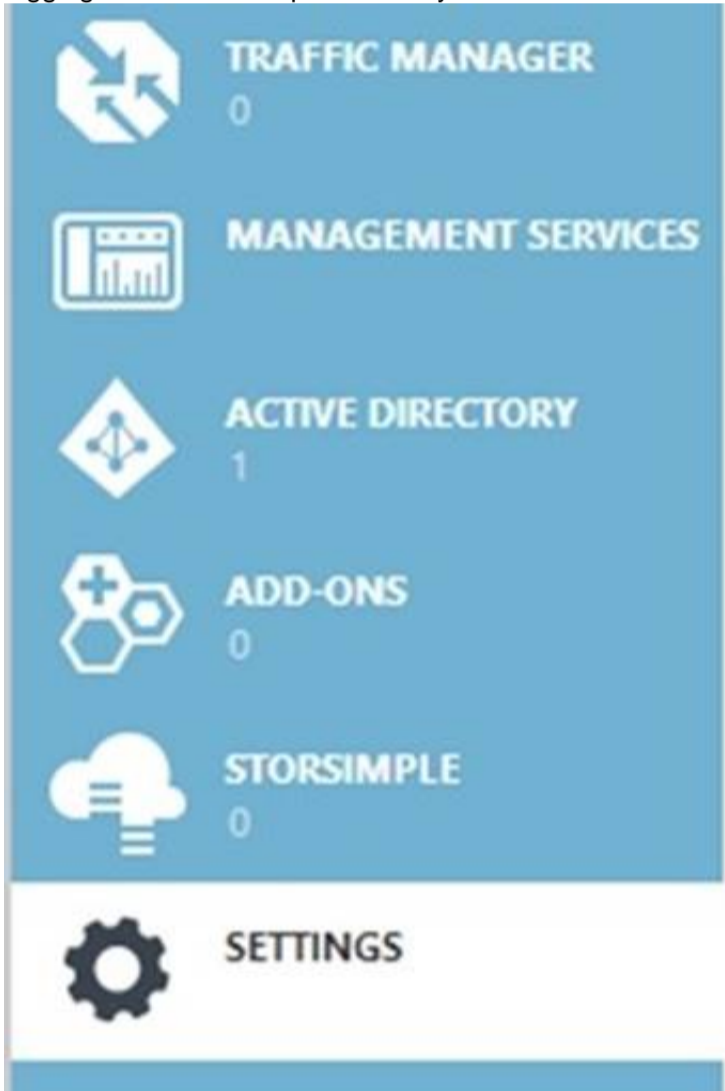 TRAFFIC MANAGER
0
MANAGEMENT SERVICES
ACTIVE DIRECTORY
1
ADD-ONS
0
STORSIMPLE
0
SETTINGS